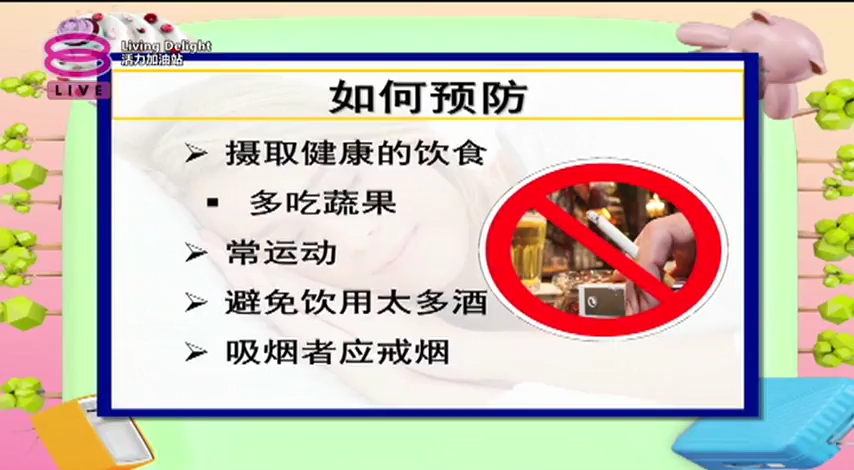 Living Delight
活力加油站
8
LIVE
如何预防
➢ 摄取健康的饮食
▪ 多吃蔬果
➢ 常运动
➢ 避免饮用太多酒
➢ 吸烟者应戒烟